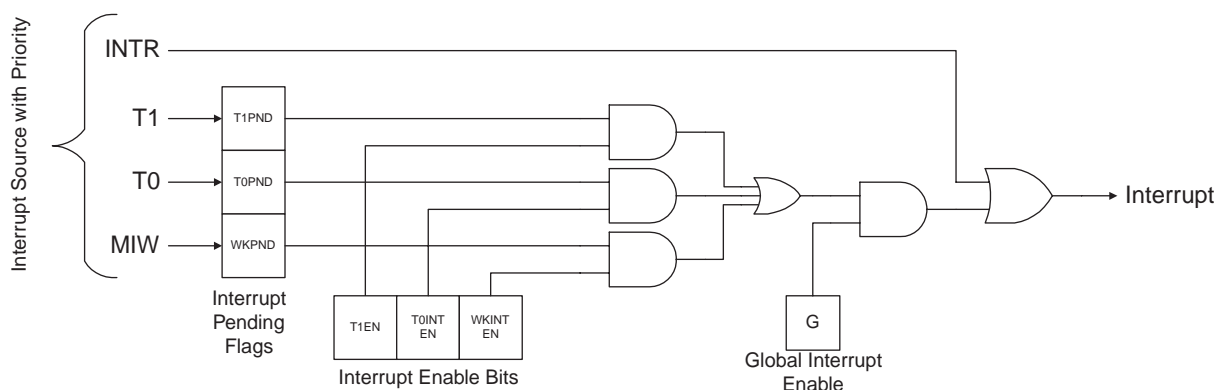 Interrupt Source with Priority
INTR
T1
T1PND
T0
T0PND
MIW
WKPND
Interrupt
Pending
Flags
T1EN
T0INT
EN
WKINT
EN
Interrupt Enable Bits
G
Global Interrupt
Enable
Interrupt